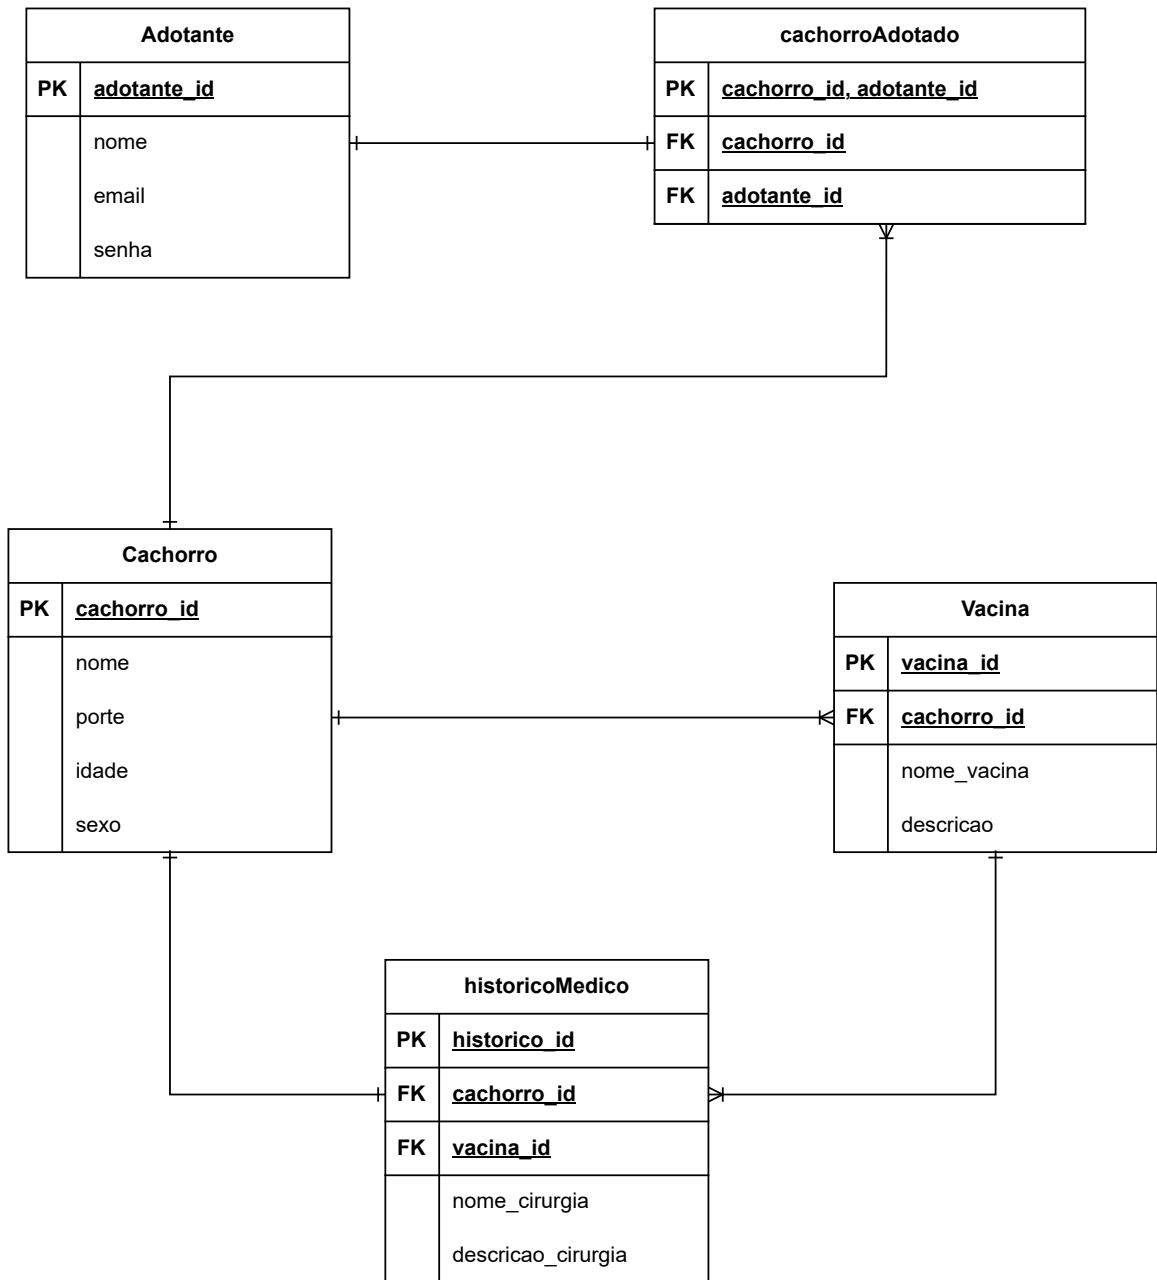 Adotante
PK adotante_id
nome
email
senha
cachorroAdotado
PK cachorro_id, adotante_id
FK cachorro_id
FK adotante_id
Cachorro
PK cachorro_id
nome
porte
idade
sexo
Vacina
PK vacina_id
FK cachorro_id
nome_vacina
descricao
historicoMedico
PK historico_id
FK cachorro_id
FK vacina_id
nome_cirurgia
descricao_cirurgia